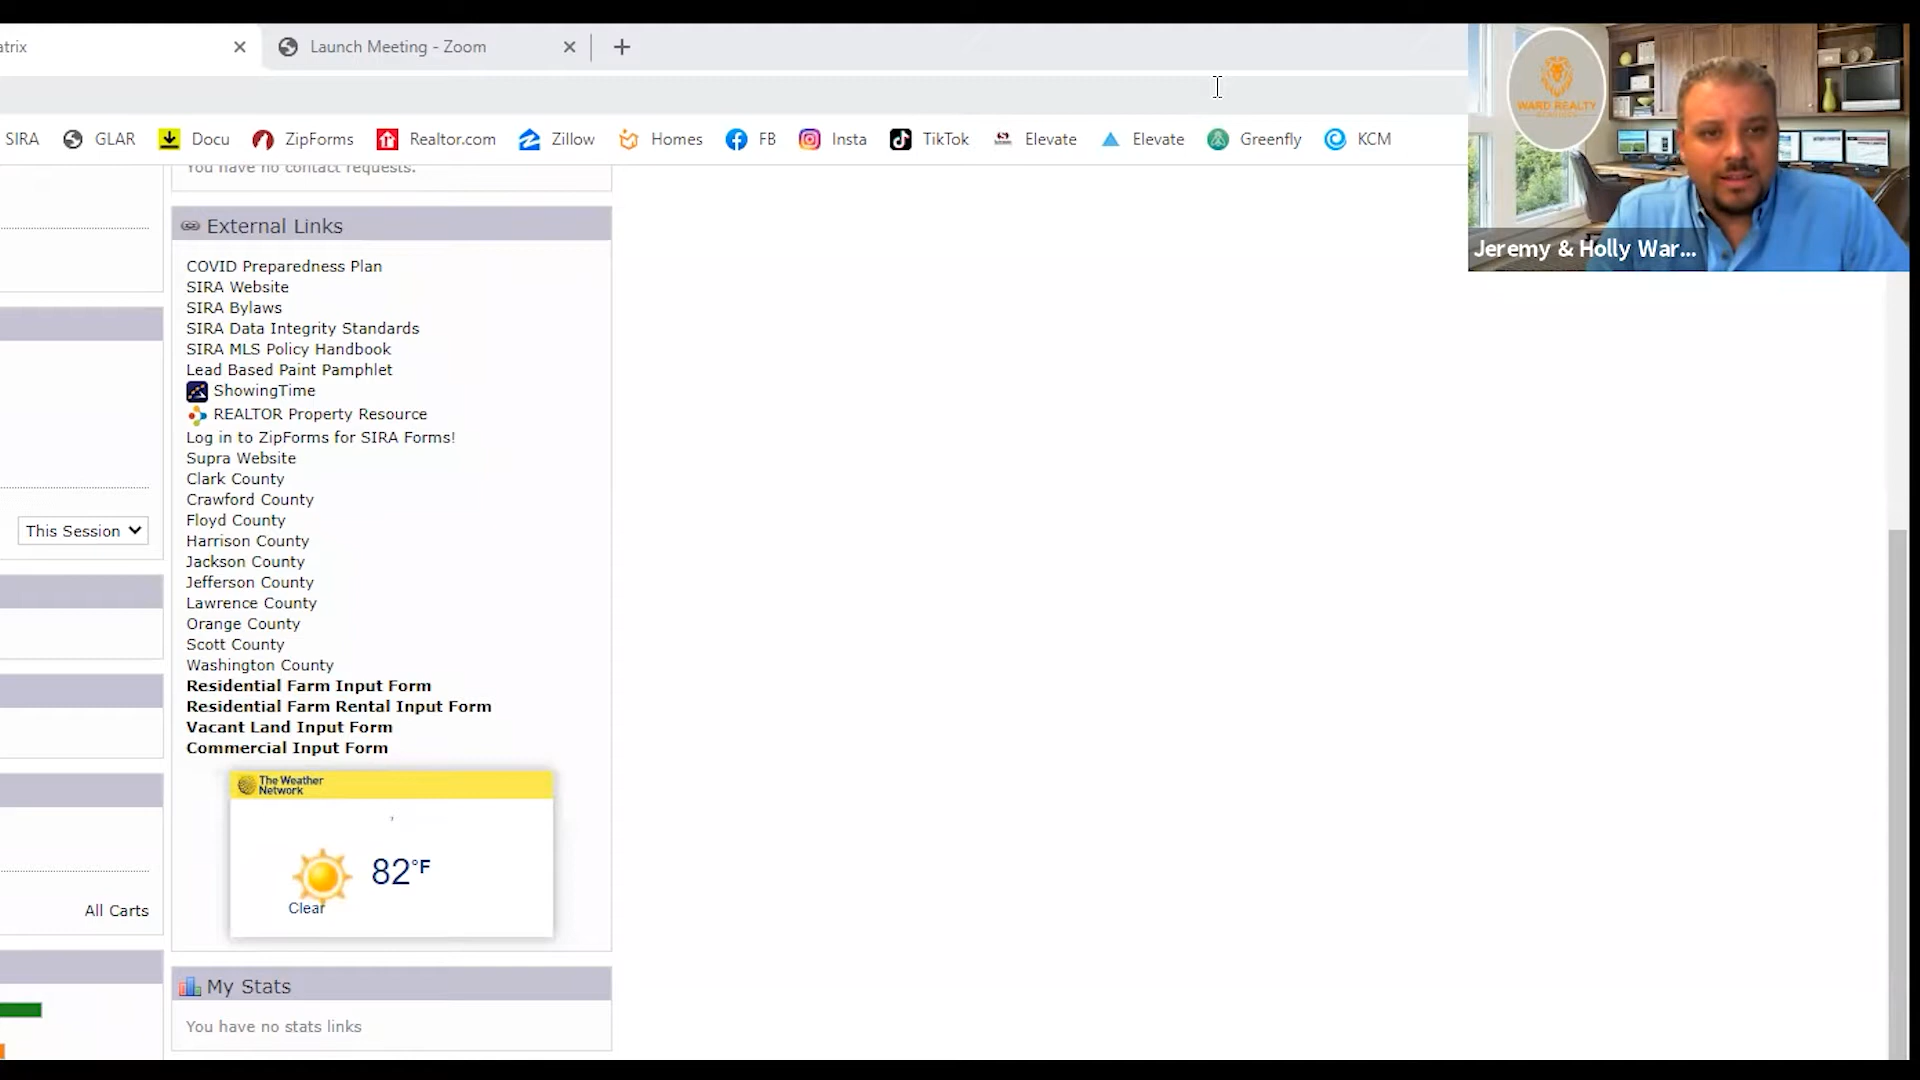 atrix
Launch Meeting - Zoom
SIRA GLAR Docu ZipForms Realtor.com Zillow Homes FB Insta TikTok Elevate Elevate Greenfly KCM
WARD REALTY
Jeremy & Holly War...
You have no contact requests.
External Links
COVID Preparedness Plan
SIRA Website
SIRA Bylaws
SIRA Data Integrity Standards
SIRA MLS Policy Handbook
Lead Based Paint Pamphlet
ShowingTime
REALTOR Property Resource
Log in to ZipForms for SIRA Forms!
Supra Website
Clark County
Crawford County
Floyd County
Harrison County
Jackson County
Jefferson County
Lawrence County
Orange County
Scott County
Washington County
Residential Farm Input Form
Residential Farm Rental Input Form
Vacant Land Input Form
Commercial Input Form
This Session
The Weather
Network
,
82°F
Clear
All Carts
My Stats
You have no stats links